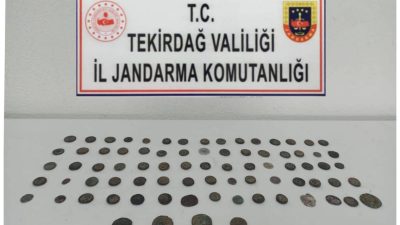 T.C.
TEKİRDAĞ VALİLİĞİ
İL JANDARMA KOMUTANLIĞI